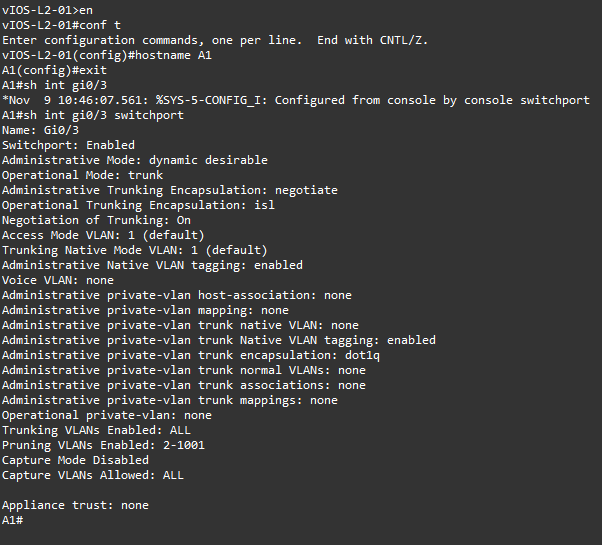 vIOS-L2-01>en
vIOS-L2-01#conf t
Enter configuration commands, one per line.  End with CNTL/Z.
vIOS-L2-01(config)#hostname A1
A1(config)#exit
A1#sh int gi0/3
*Nov  9 10:46:07.561: %SYS-5-CONFIG_I: Configured from console by console switchport
A1#sh int gi0/3 switchport
Name: Gi0/3
Switchport: Enabled
Administrative Mode: dynamic desirable
Operational Mode: trunk
Administrative Trunking Encapsulation: negotiate
Operational Trunking Encapsulation: isl
Negotiation of Trunking: On
Access Mode VLAN: 1 (default)
Trunking Native Mode VLAN: 1 (default)
Administrative Native VLAN tagging: enabled
Voice VLAN: none
Administrative private-vlan host-association: none
Administrative private-vlan mapping: none
Administrative private-vlan trunk native VLAN: none
Administrative private-vlan trunk Native VLAN tagging: enabled
Administrative private-vlan trunk encapsulation: dot1q
Administrative private-vlan trunk normal VLANs: none
Administrative private-vlan trunk associations: none
Administrative private-vlan trunk mappings: none
Operational private-vlan: none
Trunking VLANs Enabled: ALL
Pruning VLANs Enabled: 2-1001
Capture Mode Disabled
Capture VLANs Allowed: ALL

Appliance trust: none
A1#